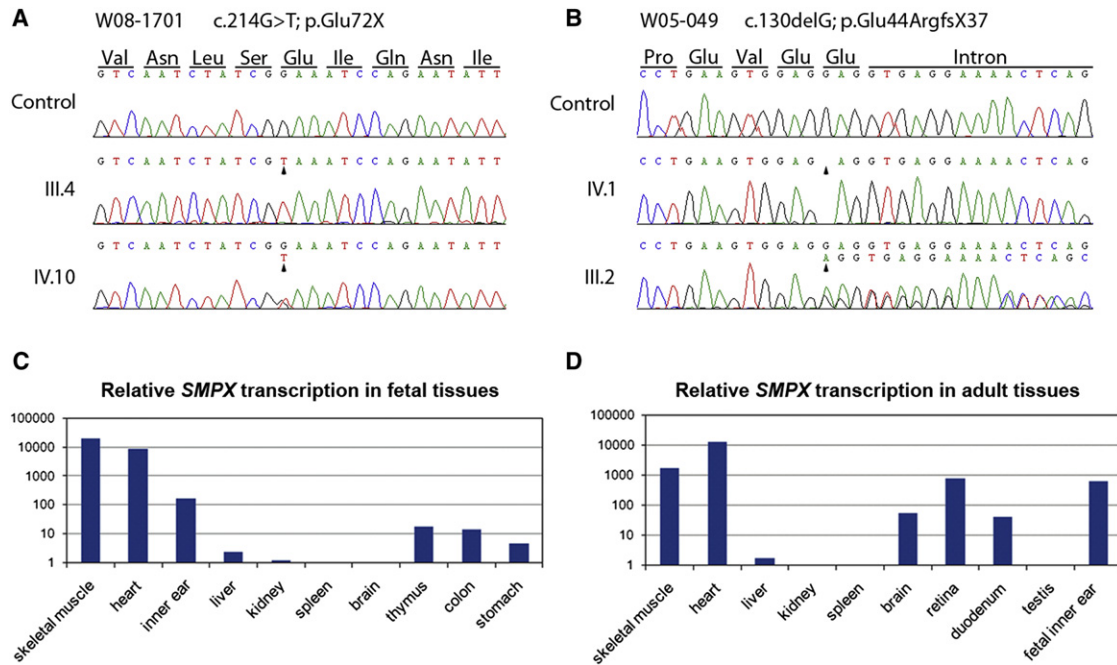 A
W08-1701 c.214G>T; p.Glu72X
Val Asn Leu Ser Glu Ile Gln Asn Ile
G T C A A T C T A T C G G A A A T C C A G A A T A T T
Control
G T C A A T C T A T C G T A A A T C C A G A A T A T T
III.4
G T C A A T C T A T C G G A A A T C C A G A A T A T T
T
IV.10
B
W05-049 c.130delG; p.Glu44ArgfsX37
Pro Glu Val Glu Glu Intron
C C T G A A G T G G A G G A G G T G A G G A A A A C T C A G
Control
C C T G A A G T G G A G A G G T G A G G A A A A C T C A G
IV.1
C C T G A A G T G G A G G A G G T G A G G A A A A C T C A G
A G G T G A G G A A A A C T C A G C
III.2
C
Relative SMPX transcription in fetal tissues
100000
10000
1000
100
10
1
skeletal muscle
heart
inner ear
liver
kidney
spleen
brain
thymus
colon
stomach
D
Relative SMPX transcription in adult tissues
100000
10000
1000
100
10
1
skeletal muscle
heart
liver
kidney
spleen
brain
retina
duodenum
testis
fetal inner ear